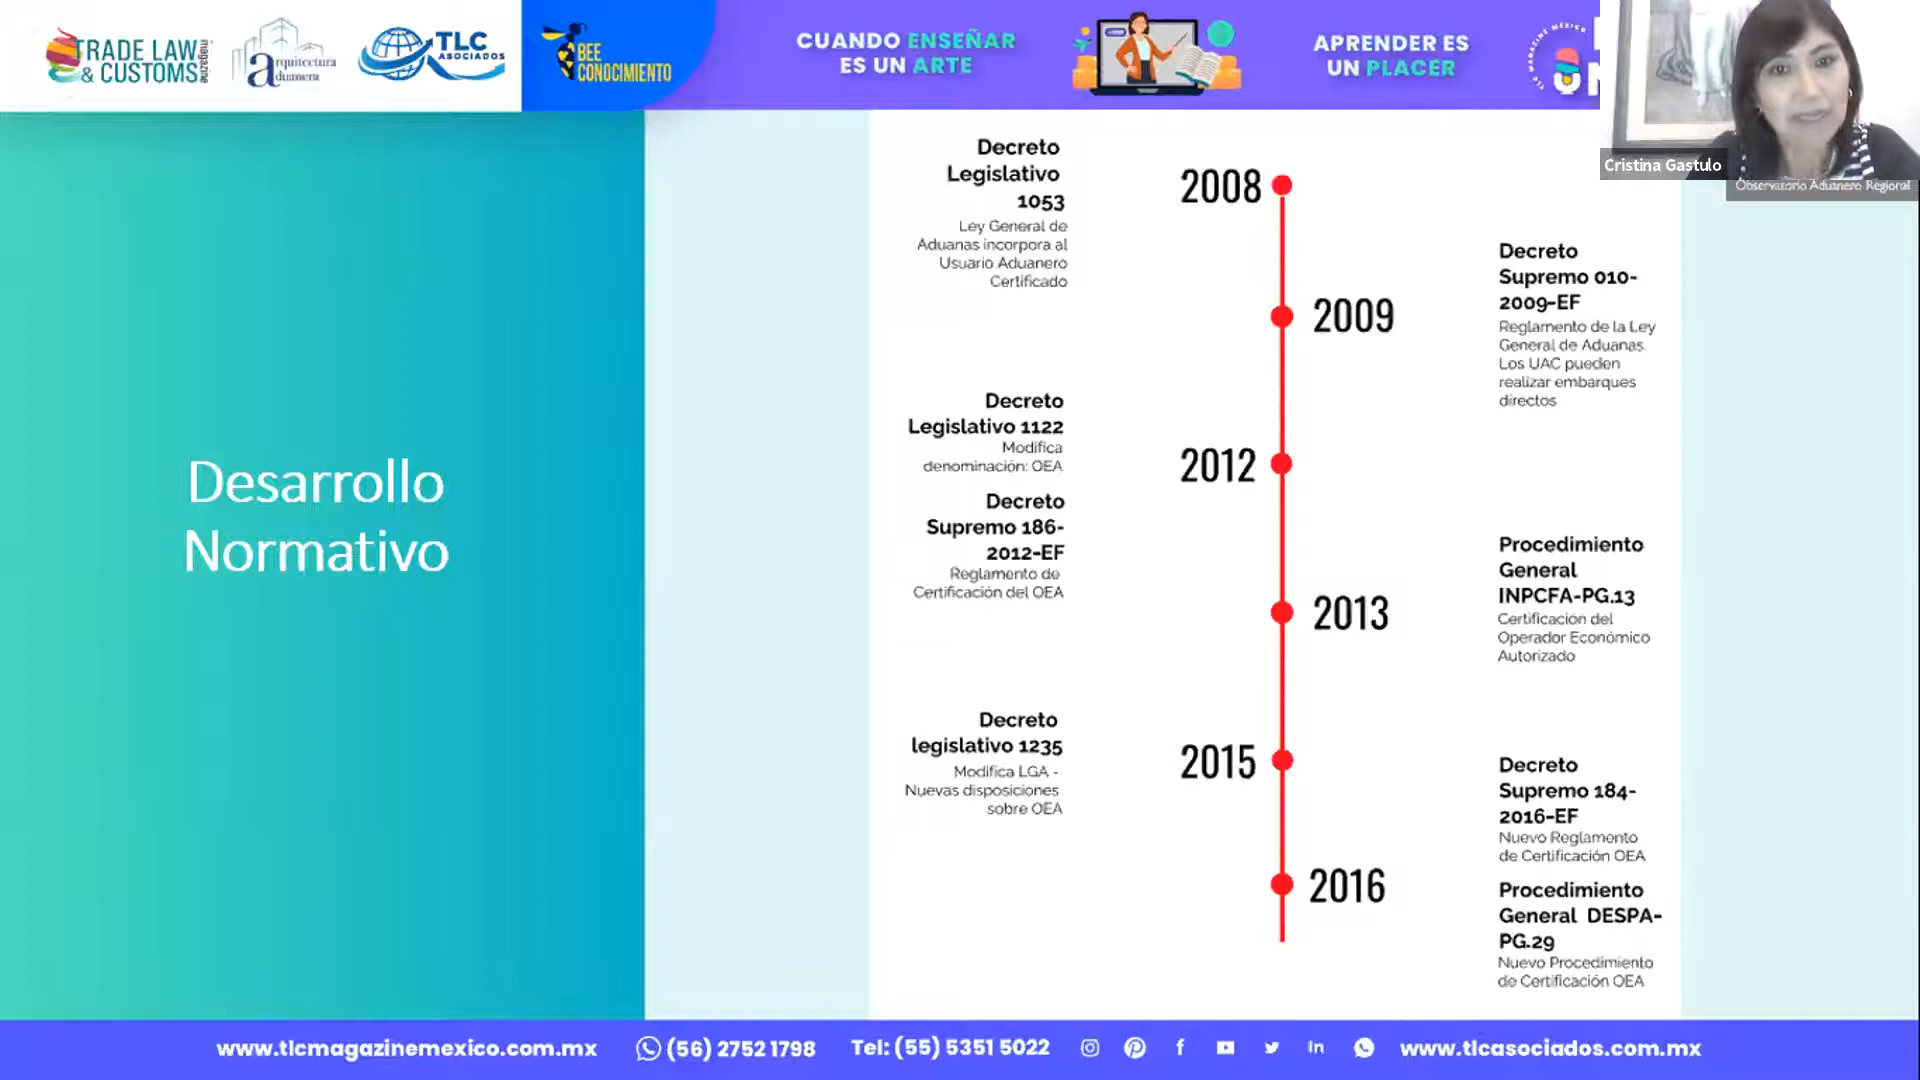 TRADE LAW
& CUSTOMS
magazine
arquitectura
aduanera
TLC
ASOCIADOS
BEE
CONOCIMIENTO
CUANDO ENSEÑAR
ES UN ARTE
APRENDER ES
UN PLACER
TLC MAGAZINE MÉXICO
Cristina Gastulo
Observatorio Aduanero Regional
Desarrollo
Normativo
Decreto
Legislativo
1053
Ley General de
Aduanas incorpora al
Usuario Aduanero
Certificado
2008
2009
Decreto
Supremo 010-
2009-EF
Reglamento de la Ley
General de Aduanas.
Los UAC pueden
realizar embarques
directos
Decreto
Legislativo 1122
Modifica
denominación: OEA
Decreto
Supremo 186-
2012-EF
Reglamento de
Certificación del OEA
2012
2013
Procedimiento
General
INPCFA-PG.13
Certificación del
Operador Económico
Autorizado
Decreto
legislativo 1235
Modifica LGA -
Nuevas disposiciones
sobre OEA
2015
2016
Decreto
Supremo 184-
2016-EF
Nuevo Reglamento
de Certificación OEA
Procedimiento
General DESPA-
PG.29
Nuevo Procedimiento
de Certificación OEA
www.tlcmagazinemexico.com.mx
(56) 2752 1798
Tel: (55) 5351 5022
www.tlcasociados.com.mx